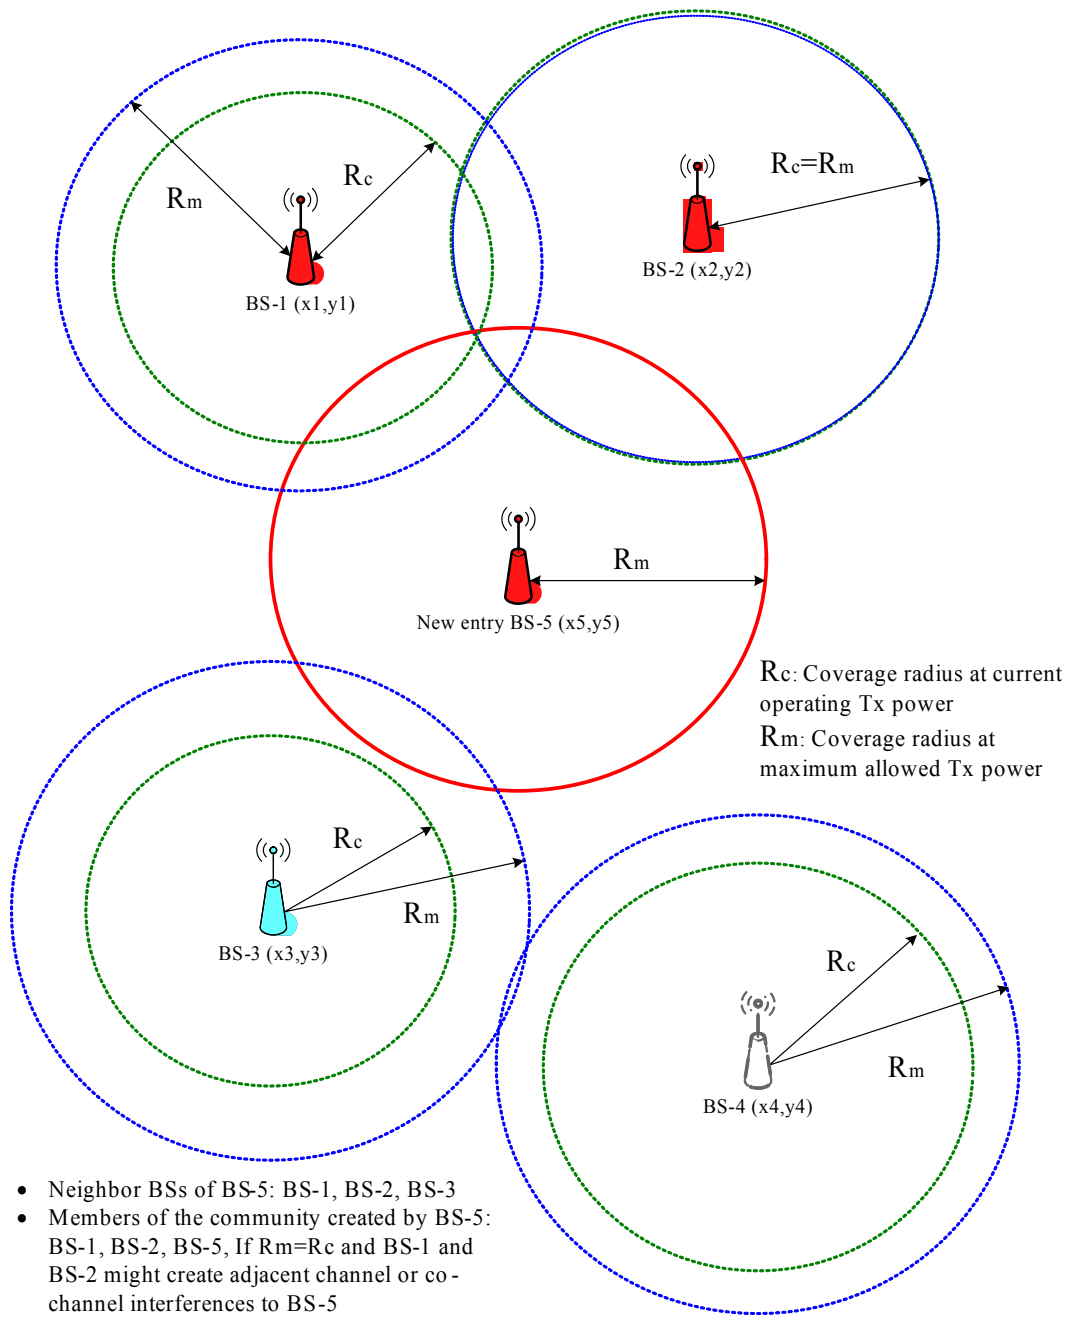 Rm
Rc
BS-1 (x1,y1)
Rc=Rm
BS-2 (x2,y2)
Rm
New entry BS-5 (x5,y5)
Rc: Coverage radius at current
operating Tx power
Rm: Coverage radius at
maximum allowed Tx power
Rc
Rm
BS-3 (x3,y3)
Rc
Rm
BS-4 (x4,y4)
• Neighbor BSs of BS-5: BS-1, BS-2, BS-3
• Members of the community created by BS-5:
BS-1, BS-2, BS-5, If Rm=Rc and BS-1 and
BS-2 might create adjacent channel or co-
channel interferences to BS-5